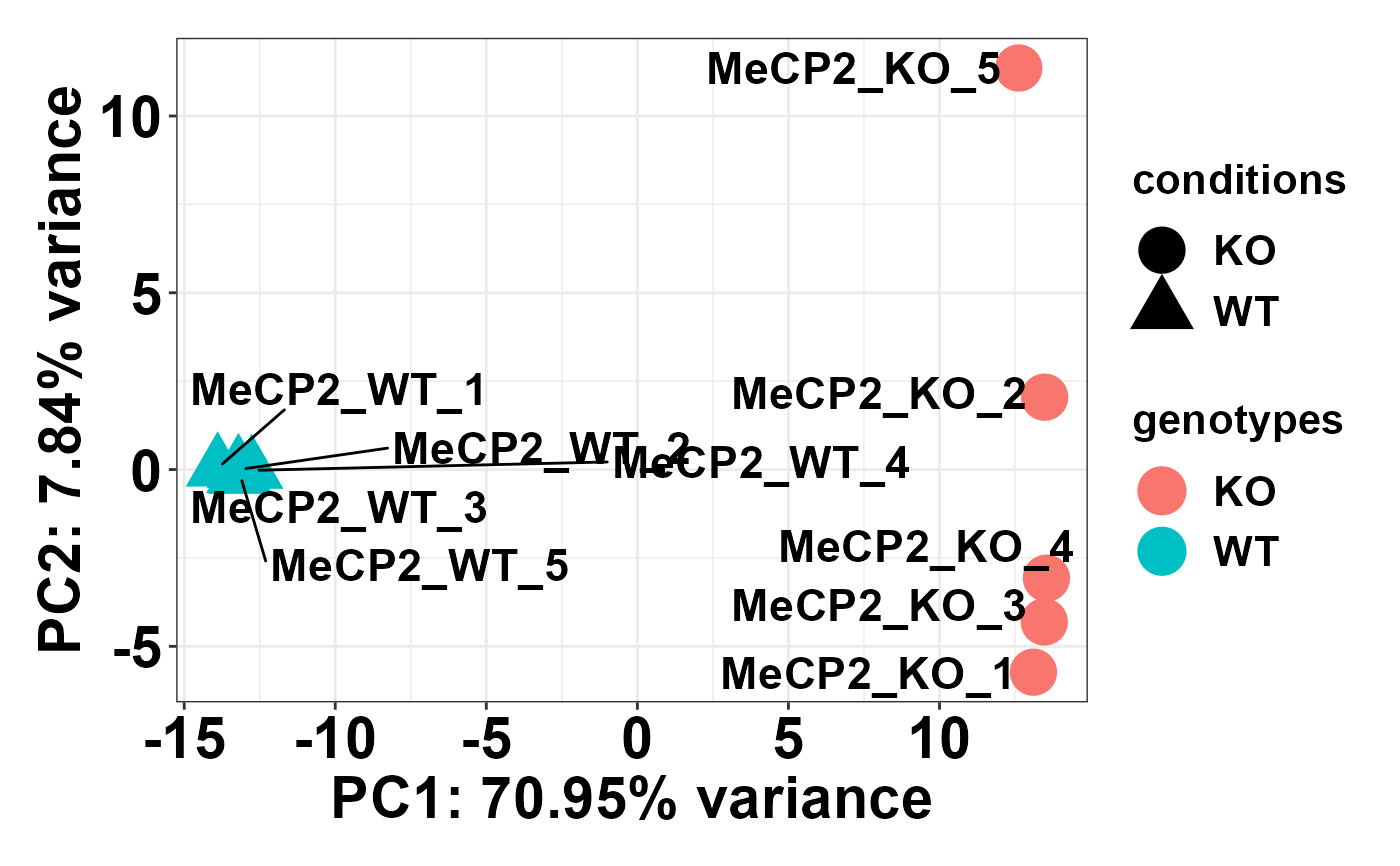 PC2: 7.84% variance
10
5
0
-5
MeCP2_KO_5
MeCP2_KO_2
MeCP2_WT_1
MeCP2_WT_2
MeCP2_WT_4
MeCP2_WT_3
MeCP2_KO_4
MeCP2_WT_5
MeCP2_KO_3
MeCP2_KO_1
-15 -10 -5 0 5 10
PC1: 70.95% variance
conditions
KO
WT
genotypes
KO
WT